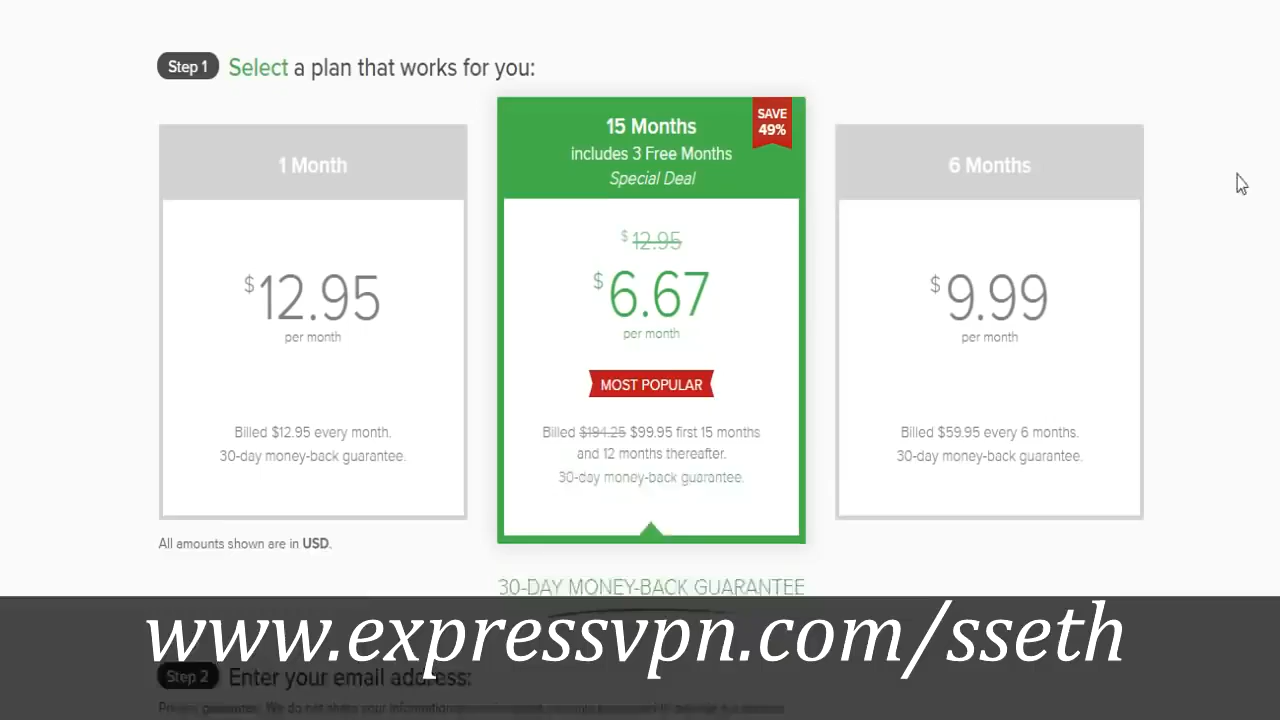 Step 1 Select a plan that works for you:
1 Month
$12.95
per month
Billed $12.95 every month.
30-day money-back guarantee.
15 Months
includes 3 Free Months
Special Deal
SAVE
49%
$12.95
$6.67
per month
MOST POPULAR
Billed $194.25 $99.95 first 15 months
and 12 months thereafter.
30-day money-back guarantee.
6 Months
$9.99
per month
Billed $59.95 every 6 months.
30-day money-back guarantee.
All amounts shown are in USD.
30-DAY MONEY-BACK GUARANTEE
www.expressvpn.com/sseth
Step 2 Enter your email address: